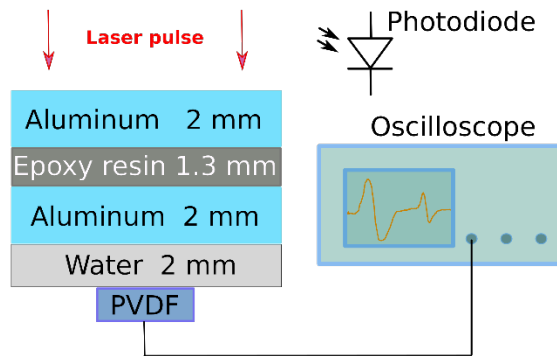 Laser pulse
Photodiode
Aluminum 2 mm
Oscilloscope
Epoxy resin 1.3 mm
Aluminum 2 mm
Water 2 mm
PVDF